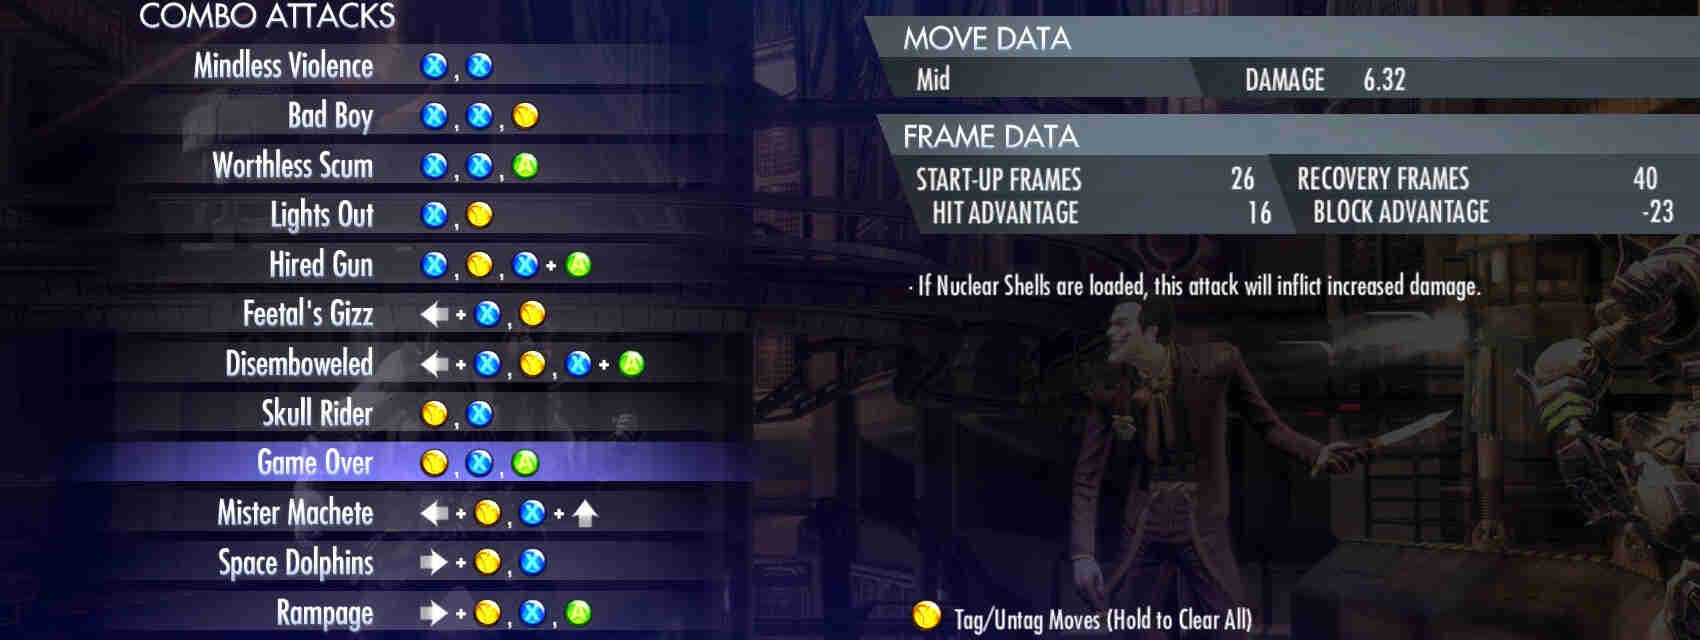 COMBO ATTACKS
Mindless Violence X , X
Bad Boy X , X , Y
Worthless Scum X , X , A
Lights Out X , Y
Hired Gun X , Y , X + A
Feetal's Gizz ← + X , Y
Disemboweled ← + X , Y , X + A
Skull Rider Y , X
Game Over Y , X , A
Mister Machete ← + Y , X + ↑
Space Dolphins → + Y , X
Rampage → + Y , X , A
MOVE DATA
Mid DAMAGE 6.32
FRAME DATA
START-UP FRAMES 26 RECOVERY FRAMES 40
HIT ADVANTAGE 16 BLOCK ADVANTAGE -23
· If Nuclear Shells are loaded, this attack will inflict increased damage.
Y Tag/Untag Moves (Hold to Clear All)